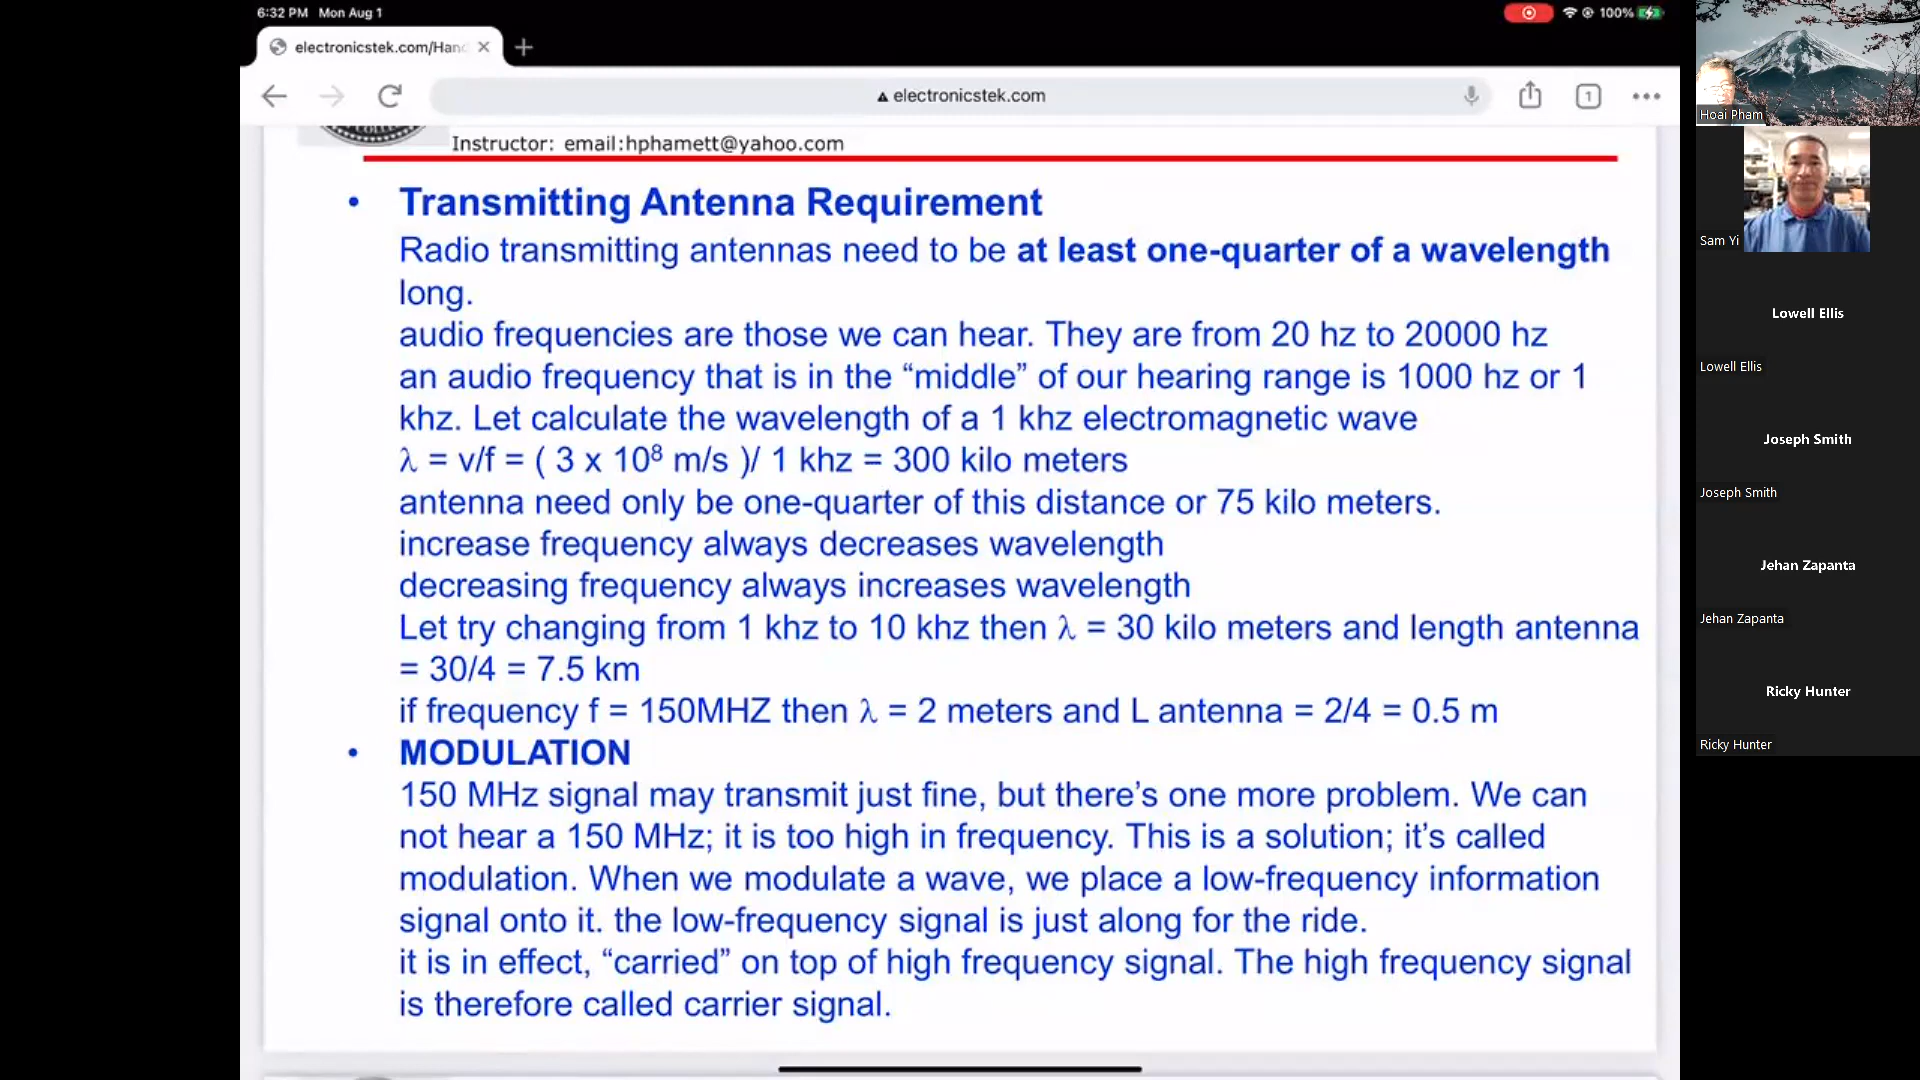 6:32 PM Mon Aug 1
100%
electronicstek.com/Hand
electronicstek.com
1
Instructor: email:hphamett@yahoo.com
• Transmitting Antenna Requirement
Radio transmitting antennas need to be at least one-quarter of a wavelength
long.
audio frequencies are those we can hear. They are from 20 hz to 20000 hz
an audio frequency that is in the “middle” of our hearing range is 1000 hz or 1
khz. Let calculate the wavelength of a 1 khz electromagnetic wave
λ = v/f = ( 3 x 10⁸ m/s )/ 1 khz = 300 kilo meters
antenna need only be one-quarter of this distance or 75 kilo meters.
increase frequency always decreases wavelength
decreasing frequency always increases wavelength
Let try changing from 1 khz to 10 khz then λ = 30 kilo meters and length antenna
= 30/4 = 7.5 km
if frequency f = 150MHZ then λ = 2 meters and L antenna = 2/4 = 0.5 m
• MODULATION
150 MHz signal may transmit just fine, but there’s one more problem. We can
not hear a 150 MHz; it is too high in frequency. This is a solution; it’s called
modulation. When we modulate a wave, we place a low-frequency information
signal onto it. the low-frequency signal is just along for the ride.
it is in effect, “carried” on top of high frequency signal. The high frequency signal
is therefore called carrier signal.
Hoai Pham
Sam Yi
Lowell Ellis
Lowell Ellis
Joseph Smith
Joseph Smith
Jehan Zapanta
Jehan Zapanta
Ricky Hunter
Ricky Hunter